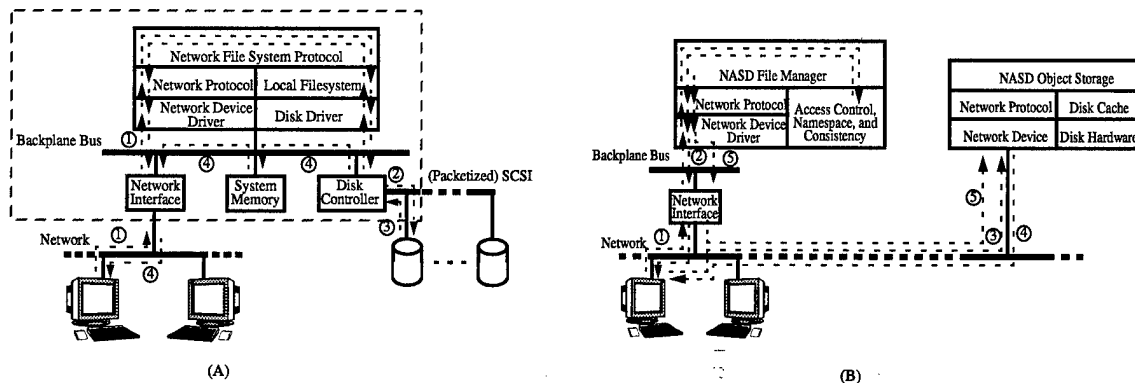 Network File System Protocol
Network Protocol
Local Filesystem
Network Device
Driver
Disk Driver
Backplane Bus
①
④
④
②
(Packetized) SCSI
Network
Interface
System
Memory
Disk
Controller
③
Network
①
④
(A)
NASD File Manager
Network Protocol
Network Device
Driver
Access Control,
Namespace, and
Consistency
Backplane Bus
②
⑤
Network
Interface
Network
①
NASD Object Storage
Network Protocol
Disk Cache
Network Device
Disk Hardware
⑤
③
④
(B)